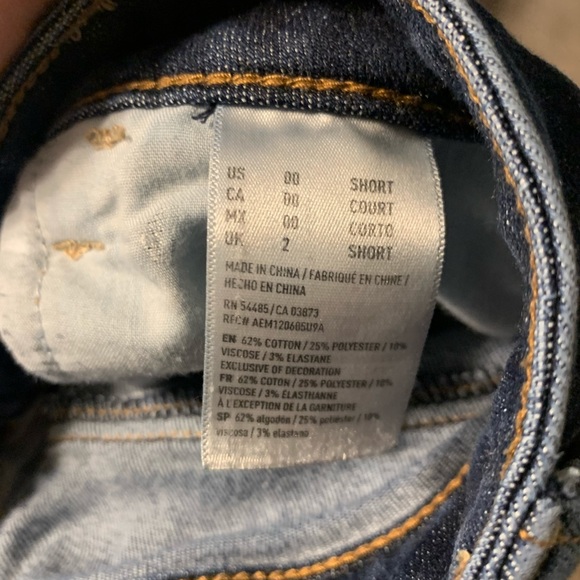 US 00 SHORT
CA 00 COURT
MX 00 CORTO
UK 2 SHORT
MADE IN CHINA / FABRIQUÉ EN CHINE /
HECHO EN CHINA
RN 54485 / CA 03873
RFC# AEM120605U9A
EN 62% COTTON / 25% POLYESTER / 10%
VISCOSE / 3% ELASTANE
EXCLUSIVE OF DECORATION
FR 62% COTON / 25% POLYESTER / 10%
VISCOSE / 3% ÉLASTHANNE
À L'EXCEPTION DE LA GARNITURE
SP 62% algodón / 25% poliéster / 10%
viscosa / 3% elastano